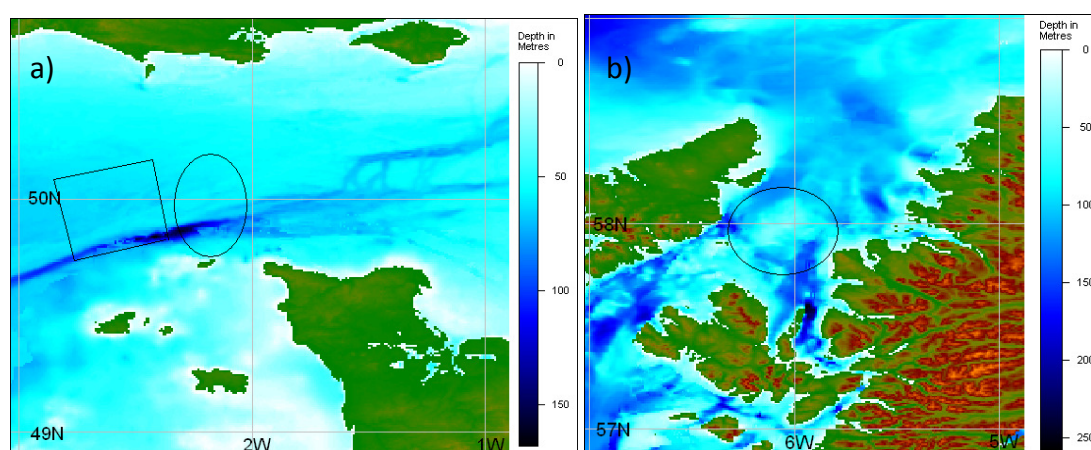 a)
Depth in
Metres
0
50
100
150
50N
49N
2W
1W
b)
Depth in
Metres
0
50
100
150
200
250
58N
57N
6W
5W